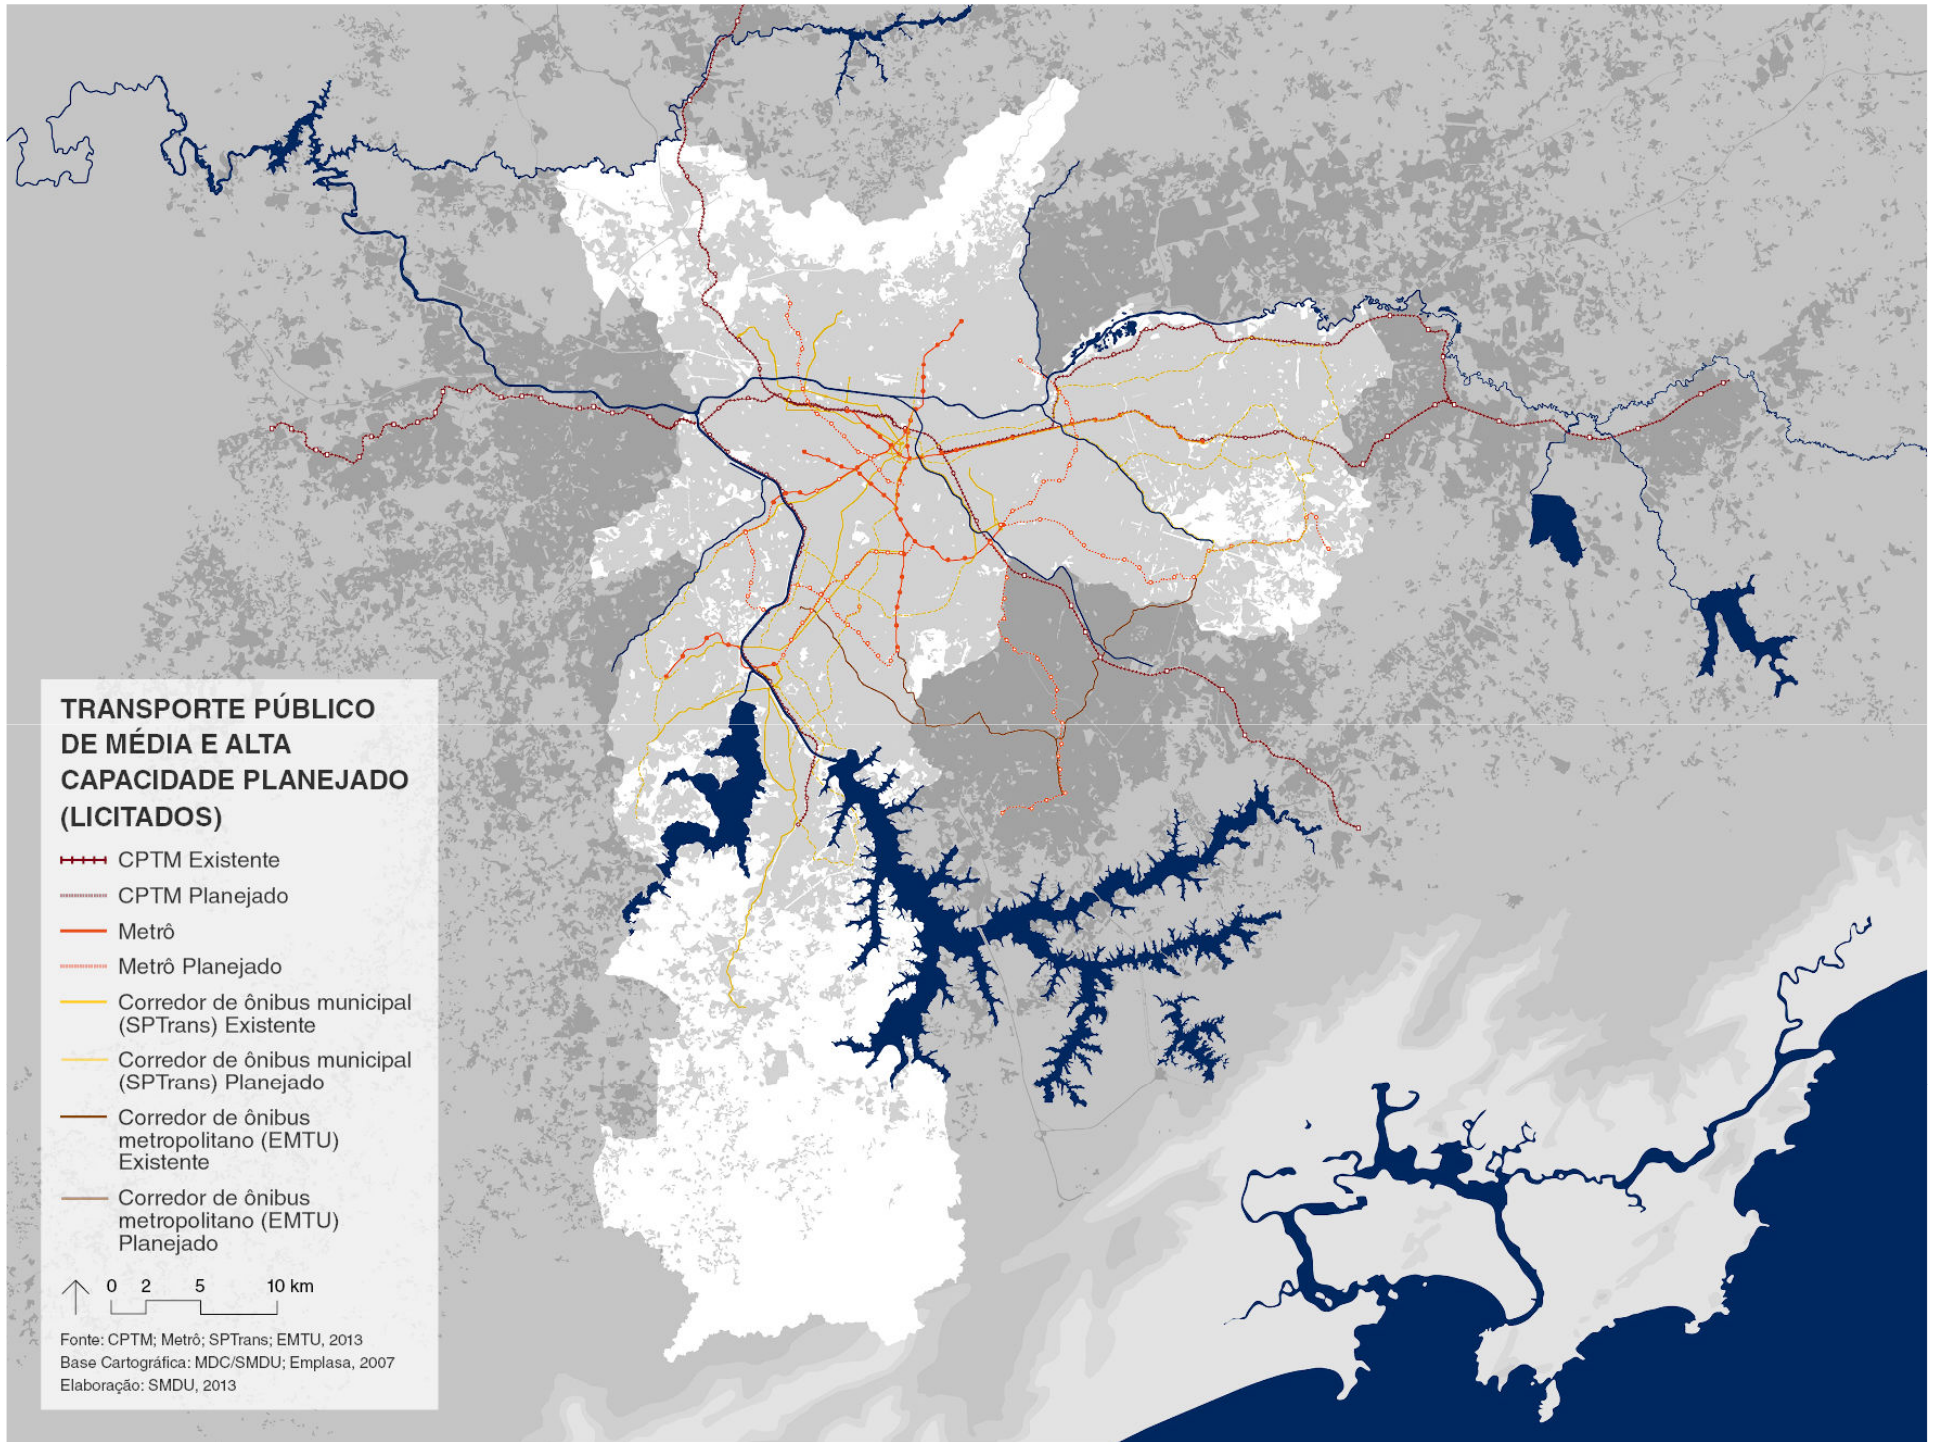 TRANSPORTE PÚBLICO
DE MÉDIA E ALTA
CAPACIDADE PLANEJADO
(LICITADOS)
CPTM Existente
CPTM Planejado
Metrô
Metrô Planejado
Corredor de ônibus municipal
(SPTrans) Existente
Corredor de ônibus municipal
(SPTrans) Planejado
Corredor de ônibus
metropolitano (EMTU)
Existente
Corredor de ônibus
metropolitano (EMTU)
Planejado
0 2 5 10 km
Fonte: CPTM; Metrô; SPTrans; EMTU, 2013
Base Cartográfica: MDC/SMDU; Emplasa, 2007
Elaboração: SMDU, 2013